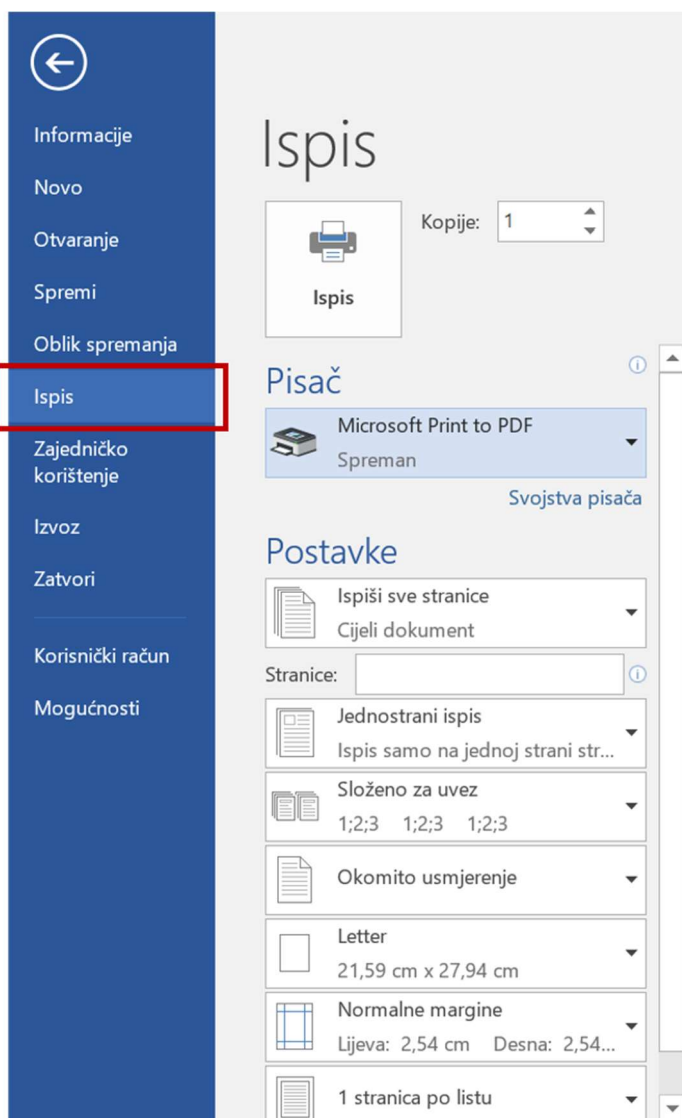 Informacije
Novo
Otvaranje
Spremi
Oblik spremanja
Ispis
Zajedničko
korištenje
Izvoz
Zatvori
Korisnički račun
Mogućnosti
Ispis
Ispis
Kopije: 1
Pisač
Microsoft Print to PDF
Spreman
Svojstva pisača
Postavke
Ispiši sve stranice
Cijeli dokument
Stranice:
Jednostrani ispis
Ispis samo na jednoj strani str...
Složeno za uvez
1;2;3 1;2;3 1;2;3
Okomito usmjerenje
Letter
21,59 cm x 27,94 cm
Normalne margine
Lijeva: 2,54 cm Desna: 2,54...
1 stranica po listu